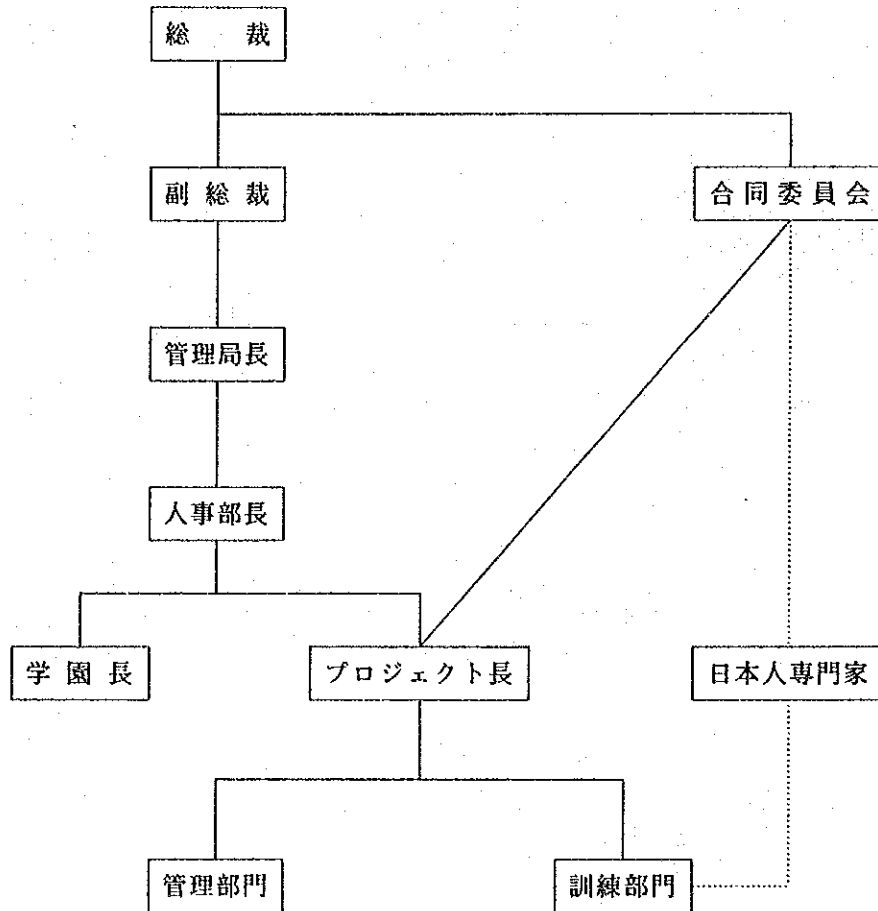 総裁
副総裁
合同委員会
管理局長
人事部長
学園長
プロジェクト長
日本人専門家
管理部門
訓練部門